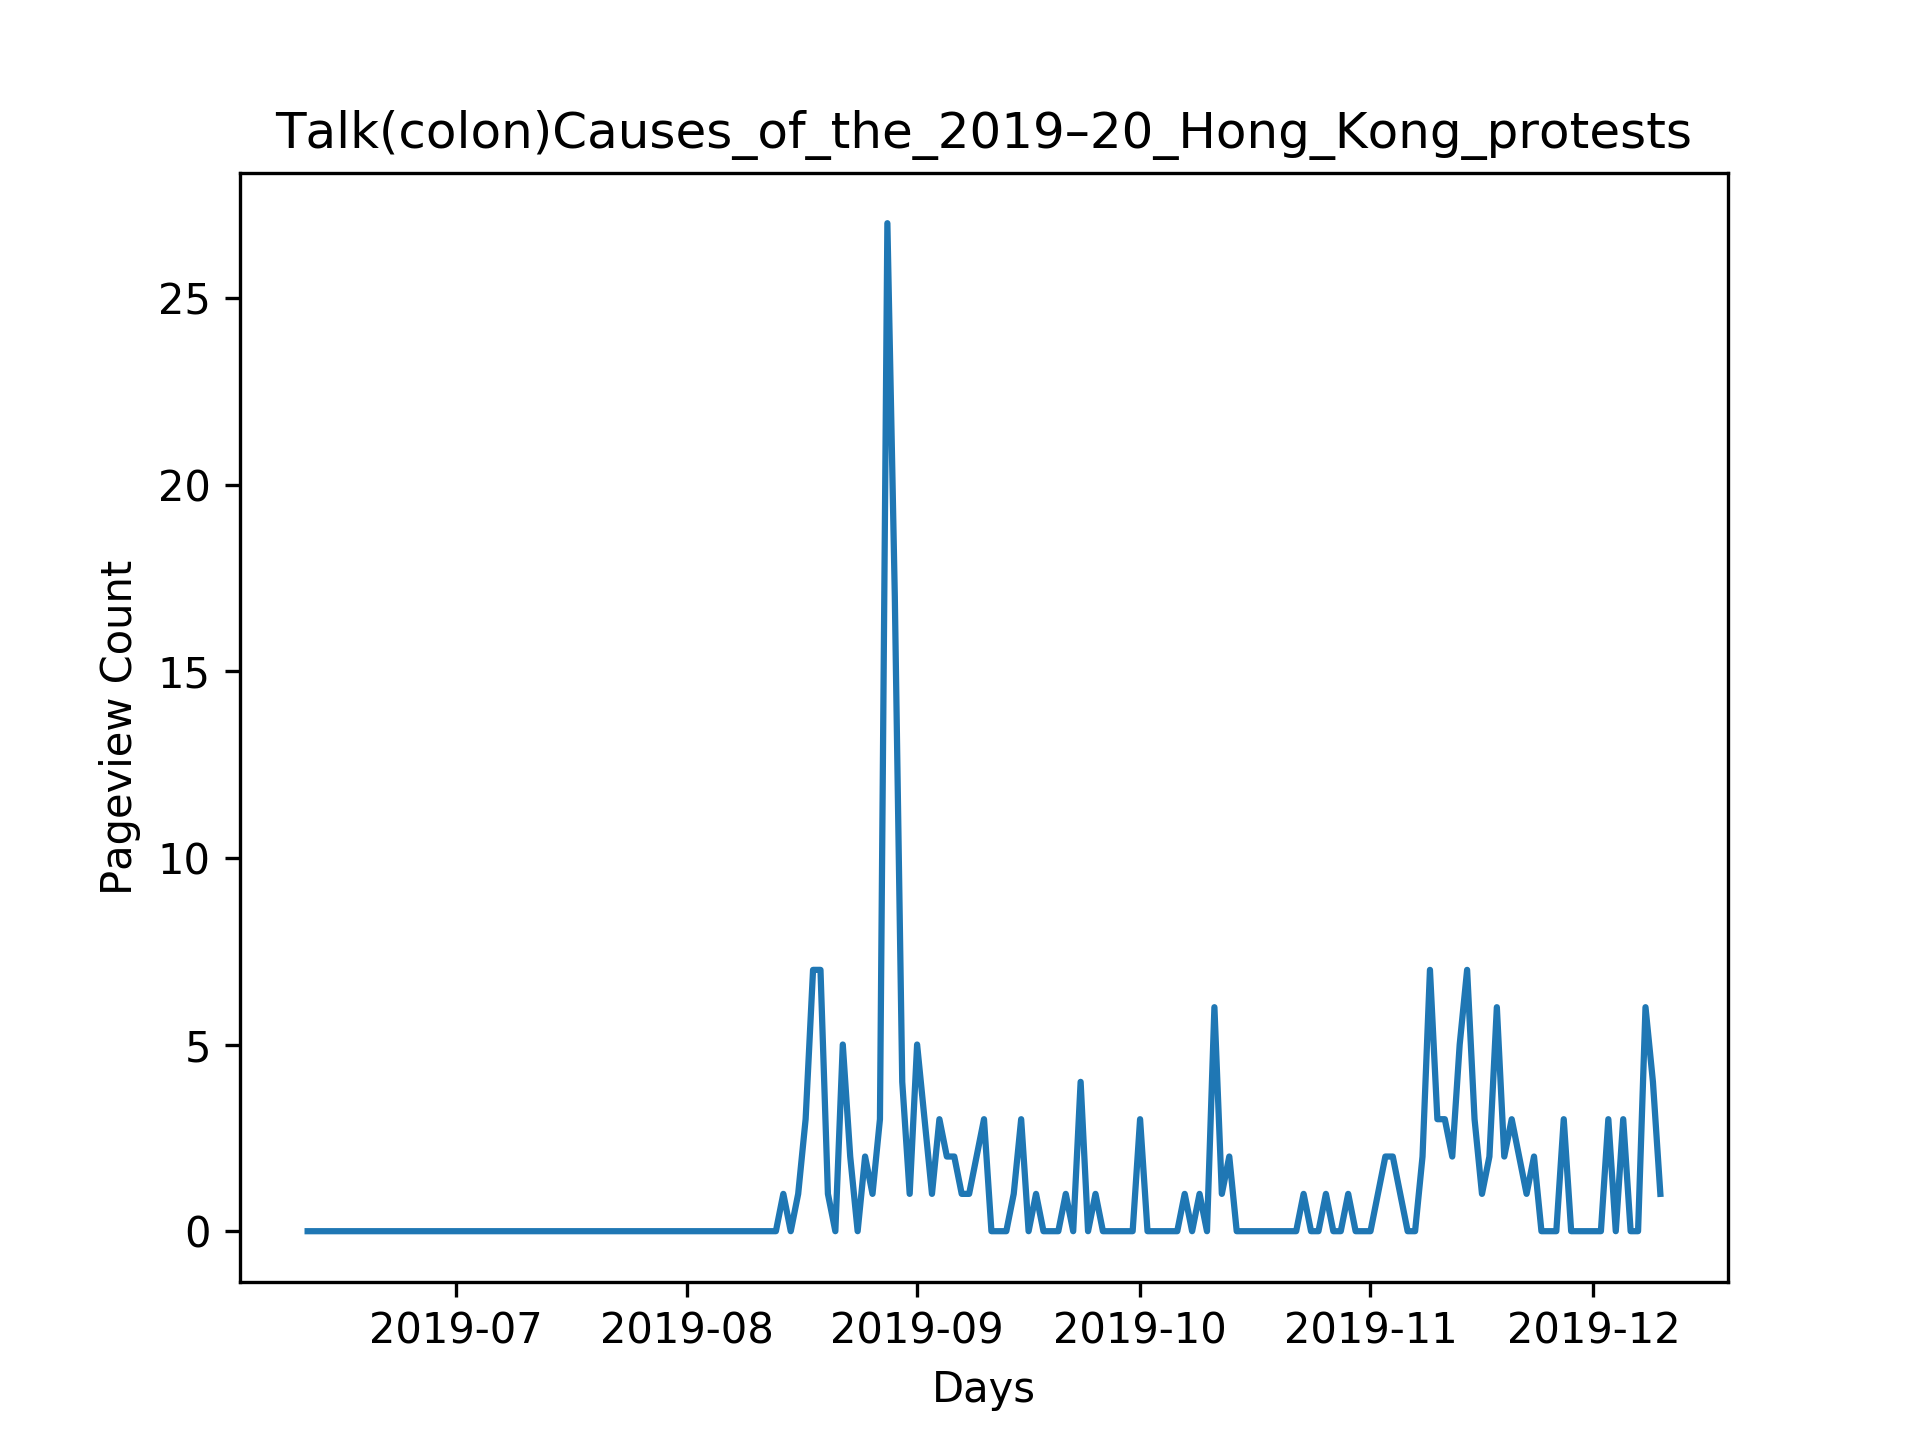 Talk(colon)Causes_of_the_2019–20_Hong_Kong_protests
Pageview Count
25
20
15
10
5
0
2019-07 2019-08 2019-09 2019-10 2019-11 2019-12
Days